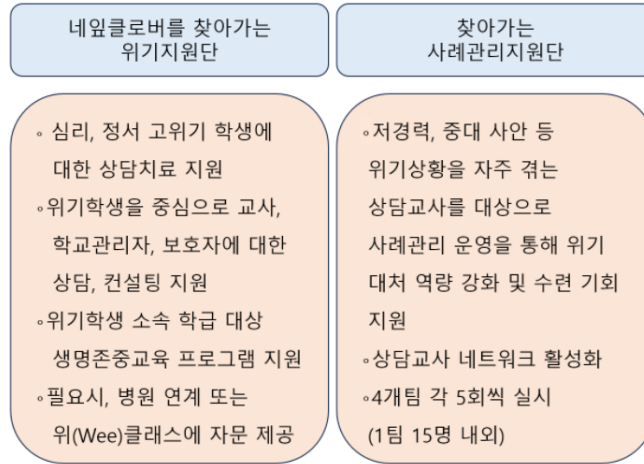 네잎클로버를 찾아가는
위기지원단
찾아가는
사례관리지원단
◦ 심리, 정서 고위기 학생에
대한 상담치료 지원
◦위기학생을 중심으로 교사,
학교관리자, 보호자에 대한
상담, 컨설팅 지원
◦위기학생 소속 학급 대상
생명존중교육 프로그램 지원
◦필요시, 병원 연계 또는
위(Wee)클래스에 자문 제공
◦저경력, 중대 사안 등
위기상황을 자주 겪는
상담교사를 대상으로
사례관리 운영을 통해 위기
대처 역량 강화 및 수련 기회
지원
◦상담교사 네트워크 활성화
◦4개팀 각 5회씩 실시
(1팀 15명 내외)